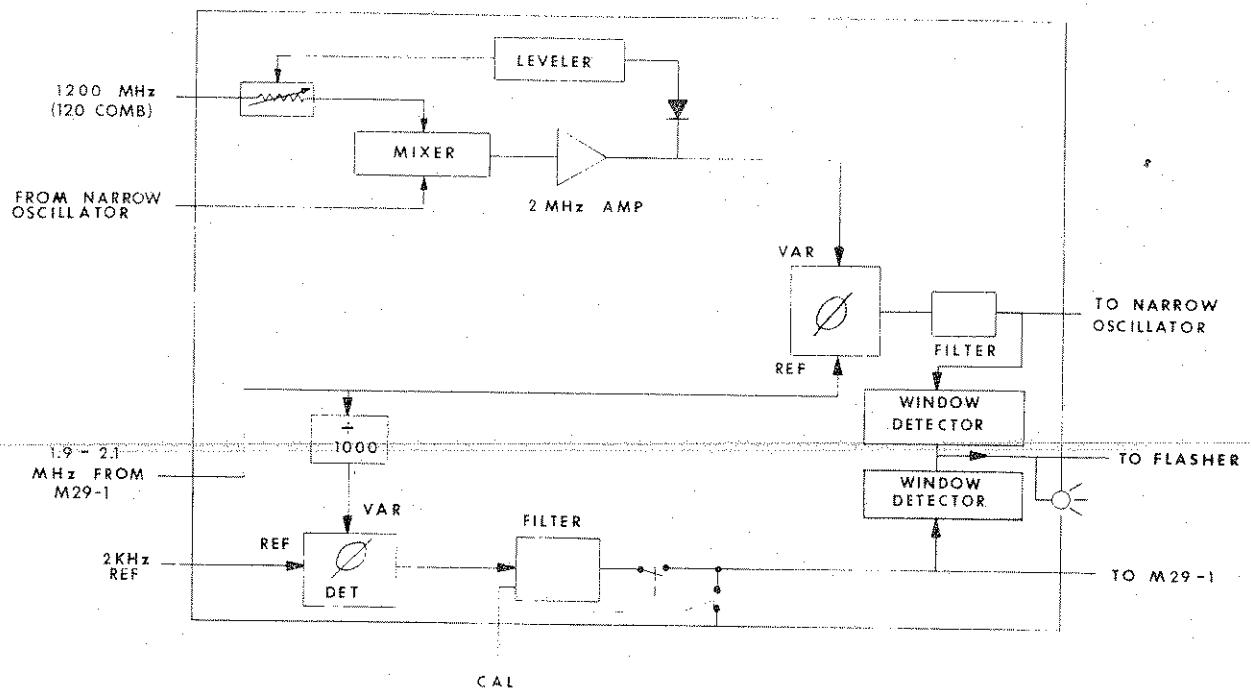 LEVELER
1200 MHz
(120 COMB)
MIXER
FROM NARROW
OSCILLATOR
2 MHz AMP
VAR
Ø
TO NARROW
OSCILLATOR
FILTER
REF
WINDOW
DETECTOR
÷
1000
1.9 - 2.1
MHz FROM
M29-1
TO FLASHER
WINDOW
DETECTOR
VAR
FILTER
REF
2KHz
REF
Ø
DET
TO M29-1
CAL